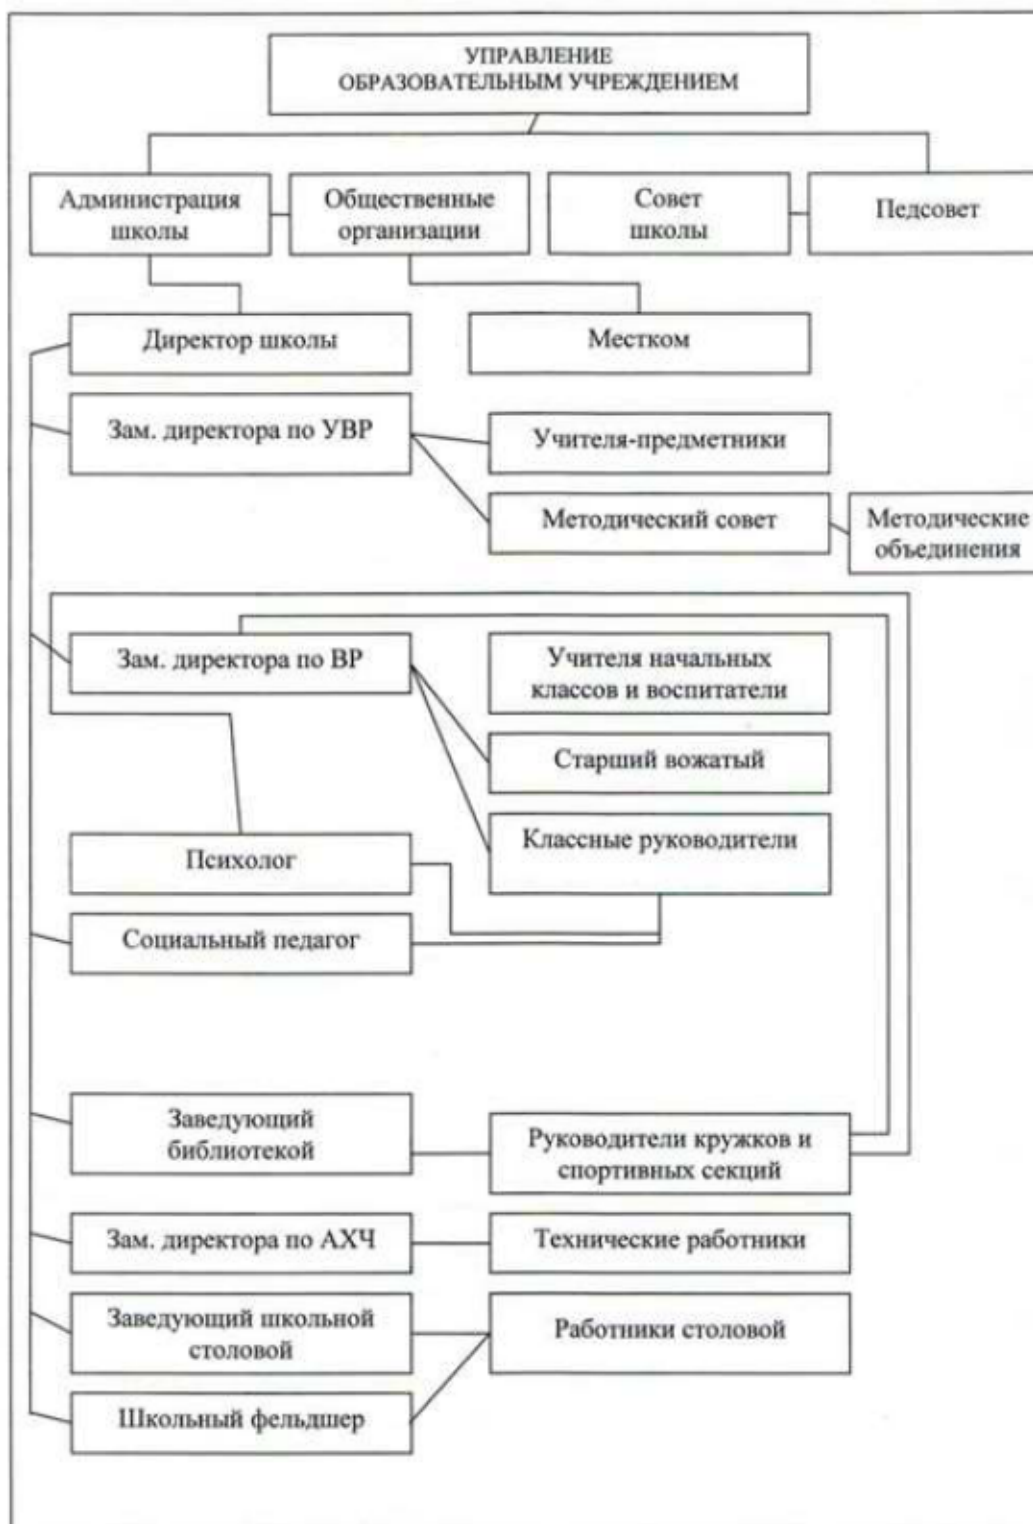 УПРАВЛЕНИЕ
ОБРАЗОВАТЕЛЬНЫМ УЧРЕЖДЕНИЕМ
Администрация
школы
Общественные
организации
Совет
школы
Педсовет
Директор школы
Местком
Зам. директора по УВР
Учителя-предметники
Методический совет
Методические
объединения
Зам. директора по ВР
Учителя начальных
классов и воспитатели
Старший вожатый
Классные руководители
Психолог
Социальный педагог
Заведующий
библиотекой
Руководители кружков и
спортивных секций
Зам. директора по АХЧ
Технические работники
Заведующий школьной
столовой
Работники столовой
Школьный фельдшер